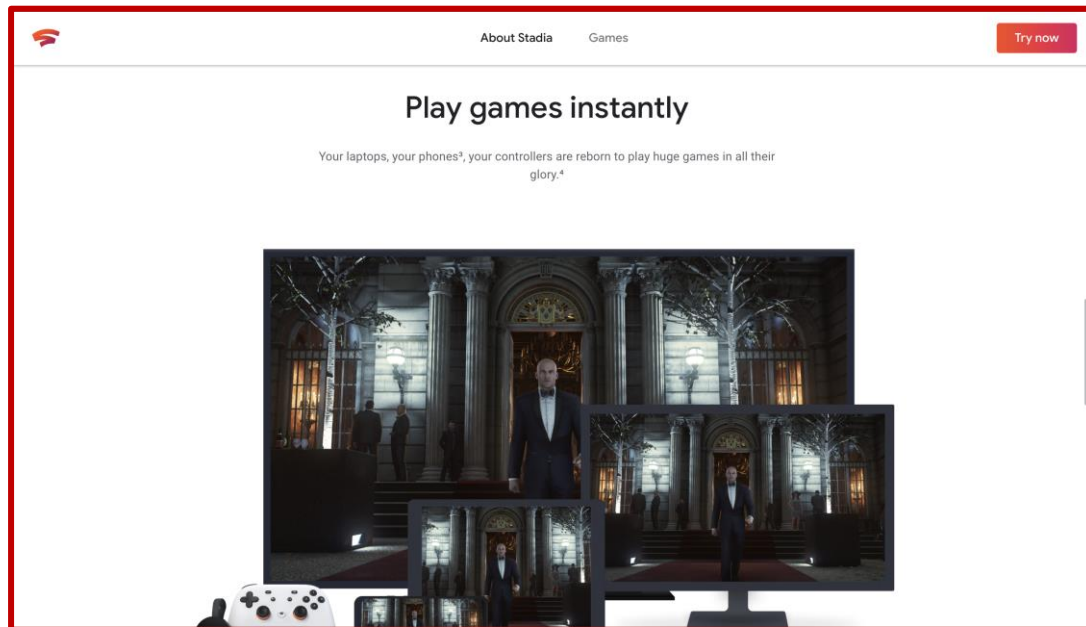 About Stadia
Games
Try now
Play games instantly
Your laptops, your phones³, your controllers are reborn to play huge games in all their
glory.⁴